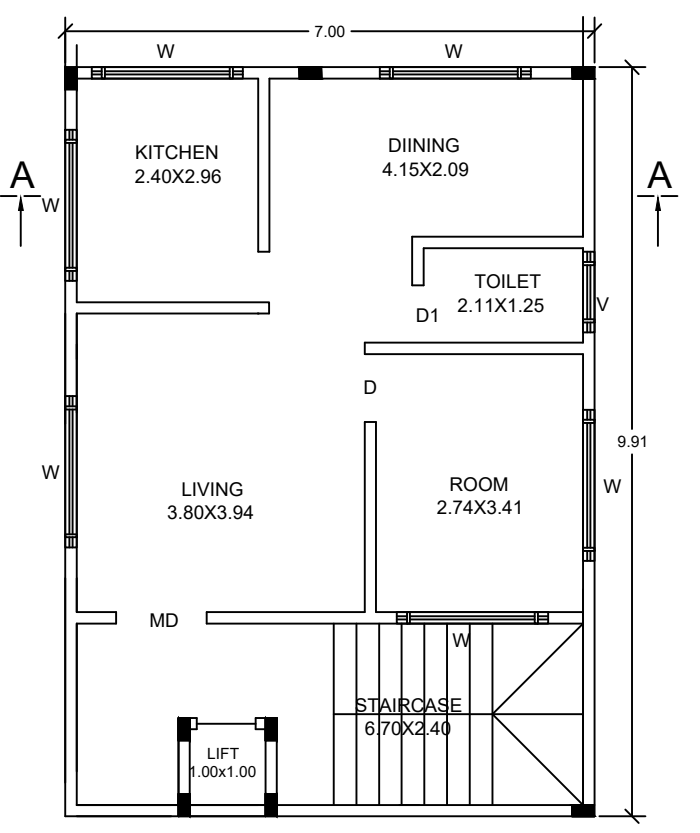 7.00
W
W
KITCHEN
2.40X2.96
DIINING
4.15X2.09
A
A
W
TOILET
2.11X1.25
V
D1
D
9.91
W
LIVING
3.80X3.94
ROOM
2.74X3.41
W
MD
W
STAIRCASE
6.70X2.40
LIFT
1.00x1.00